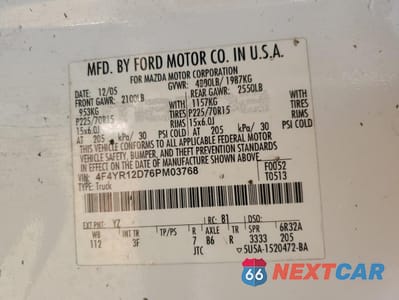 MFD. BY FORD MOTOR CO. IN U.S.A.
FOR MAZDA MOTOR CORPORATION
DATE: 12/05 GVWR: 4380LB/ 1987KG
FRONT GAWR: 2100LB REAR GAWR: 2550LB
953KG WITH 1157KG WITH
P225/70R15 TIRES P225/70R15 TIRES
15x6.0J RIMS 15x6.0J RIMS
AT 205 kPa/ 30 PSI COLD AT 205 kPa/ 30 PSI COLD
THIS VEHICLE CONFORMS TO ALL APPLICABLE FEDERAL MOTOR
VEHICLE SAFETY, BUMPER, AND THEFT PREVENTION STANDARDS
IN EFFECT ON THE DATE OF MANUFACTURE SHOWN ABOVE.
VIN: 4F4YR12D76PM03768 F0052
TYPE: Truck T0513
EXT PNT: YZ RC: B1 DSO:
WB INT TR TP/PS R AXLE TR SPR 6R32A
112 3F 7 B6 R 3333 205
JTC 5U5A-1520472-BA
66 NEXTCAR